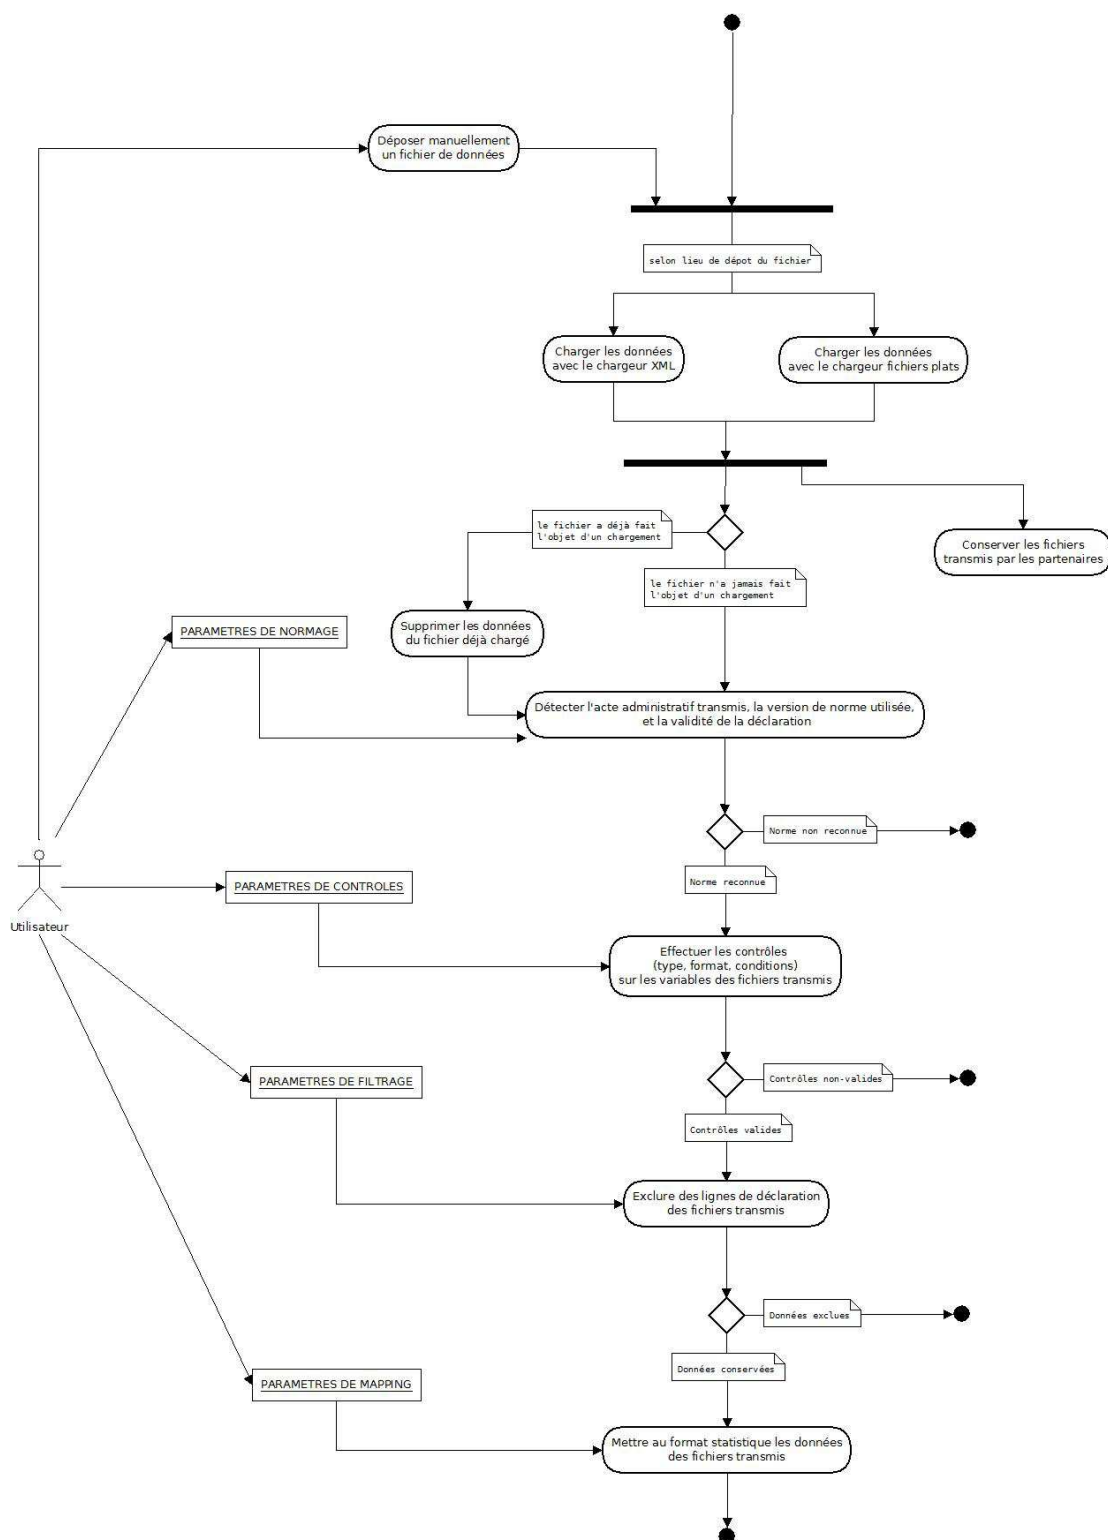 Déposer manuellement
un fichier de données
selon lieu de dépot du fichier
Charger les données
avec le chargeur XML
Charger les données
avec le chargeur fichiers plats
le fichier a déjà fait
l'objet d'un chargement
Conserver les fichiers
transmis par les partenaires
le fichier n'a jamais fait
l'objet d'un chargement
Supprimer les données
du fichier déjà chargé
PARAMETRES DE NORMAGE
Détecter l'acte administratif transmis, la version de norme utilisée,
et la validité de la déclaration
Norme non reconnue
Norme reconnue
PARAMETRES DE CONTROLES
Utilisateur
Effectuer les contrôles
(type, format, conditions)
sur les variables des fichiers transmis
PARAMETRES DE FILTRAGE
Contrôles non-valides
Contrôles valides
Exclure des lignes de déclaration
des fichiers transmis
Données exclues
Données conservées
PARAMETRES DE MAPPING
Mettre au format statistique les données
des fichiers transmis